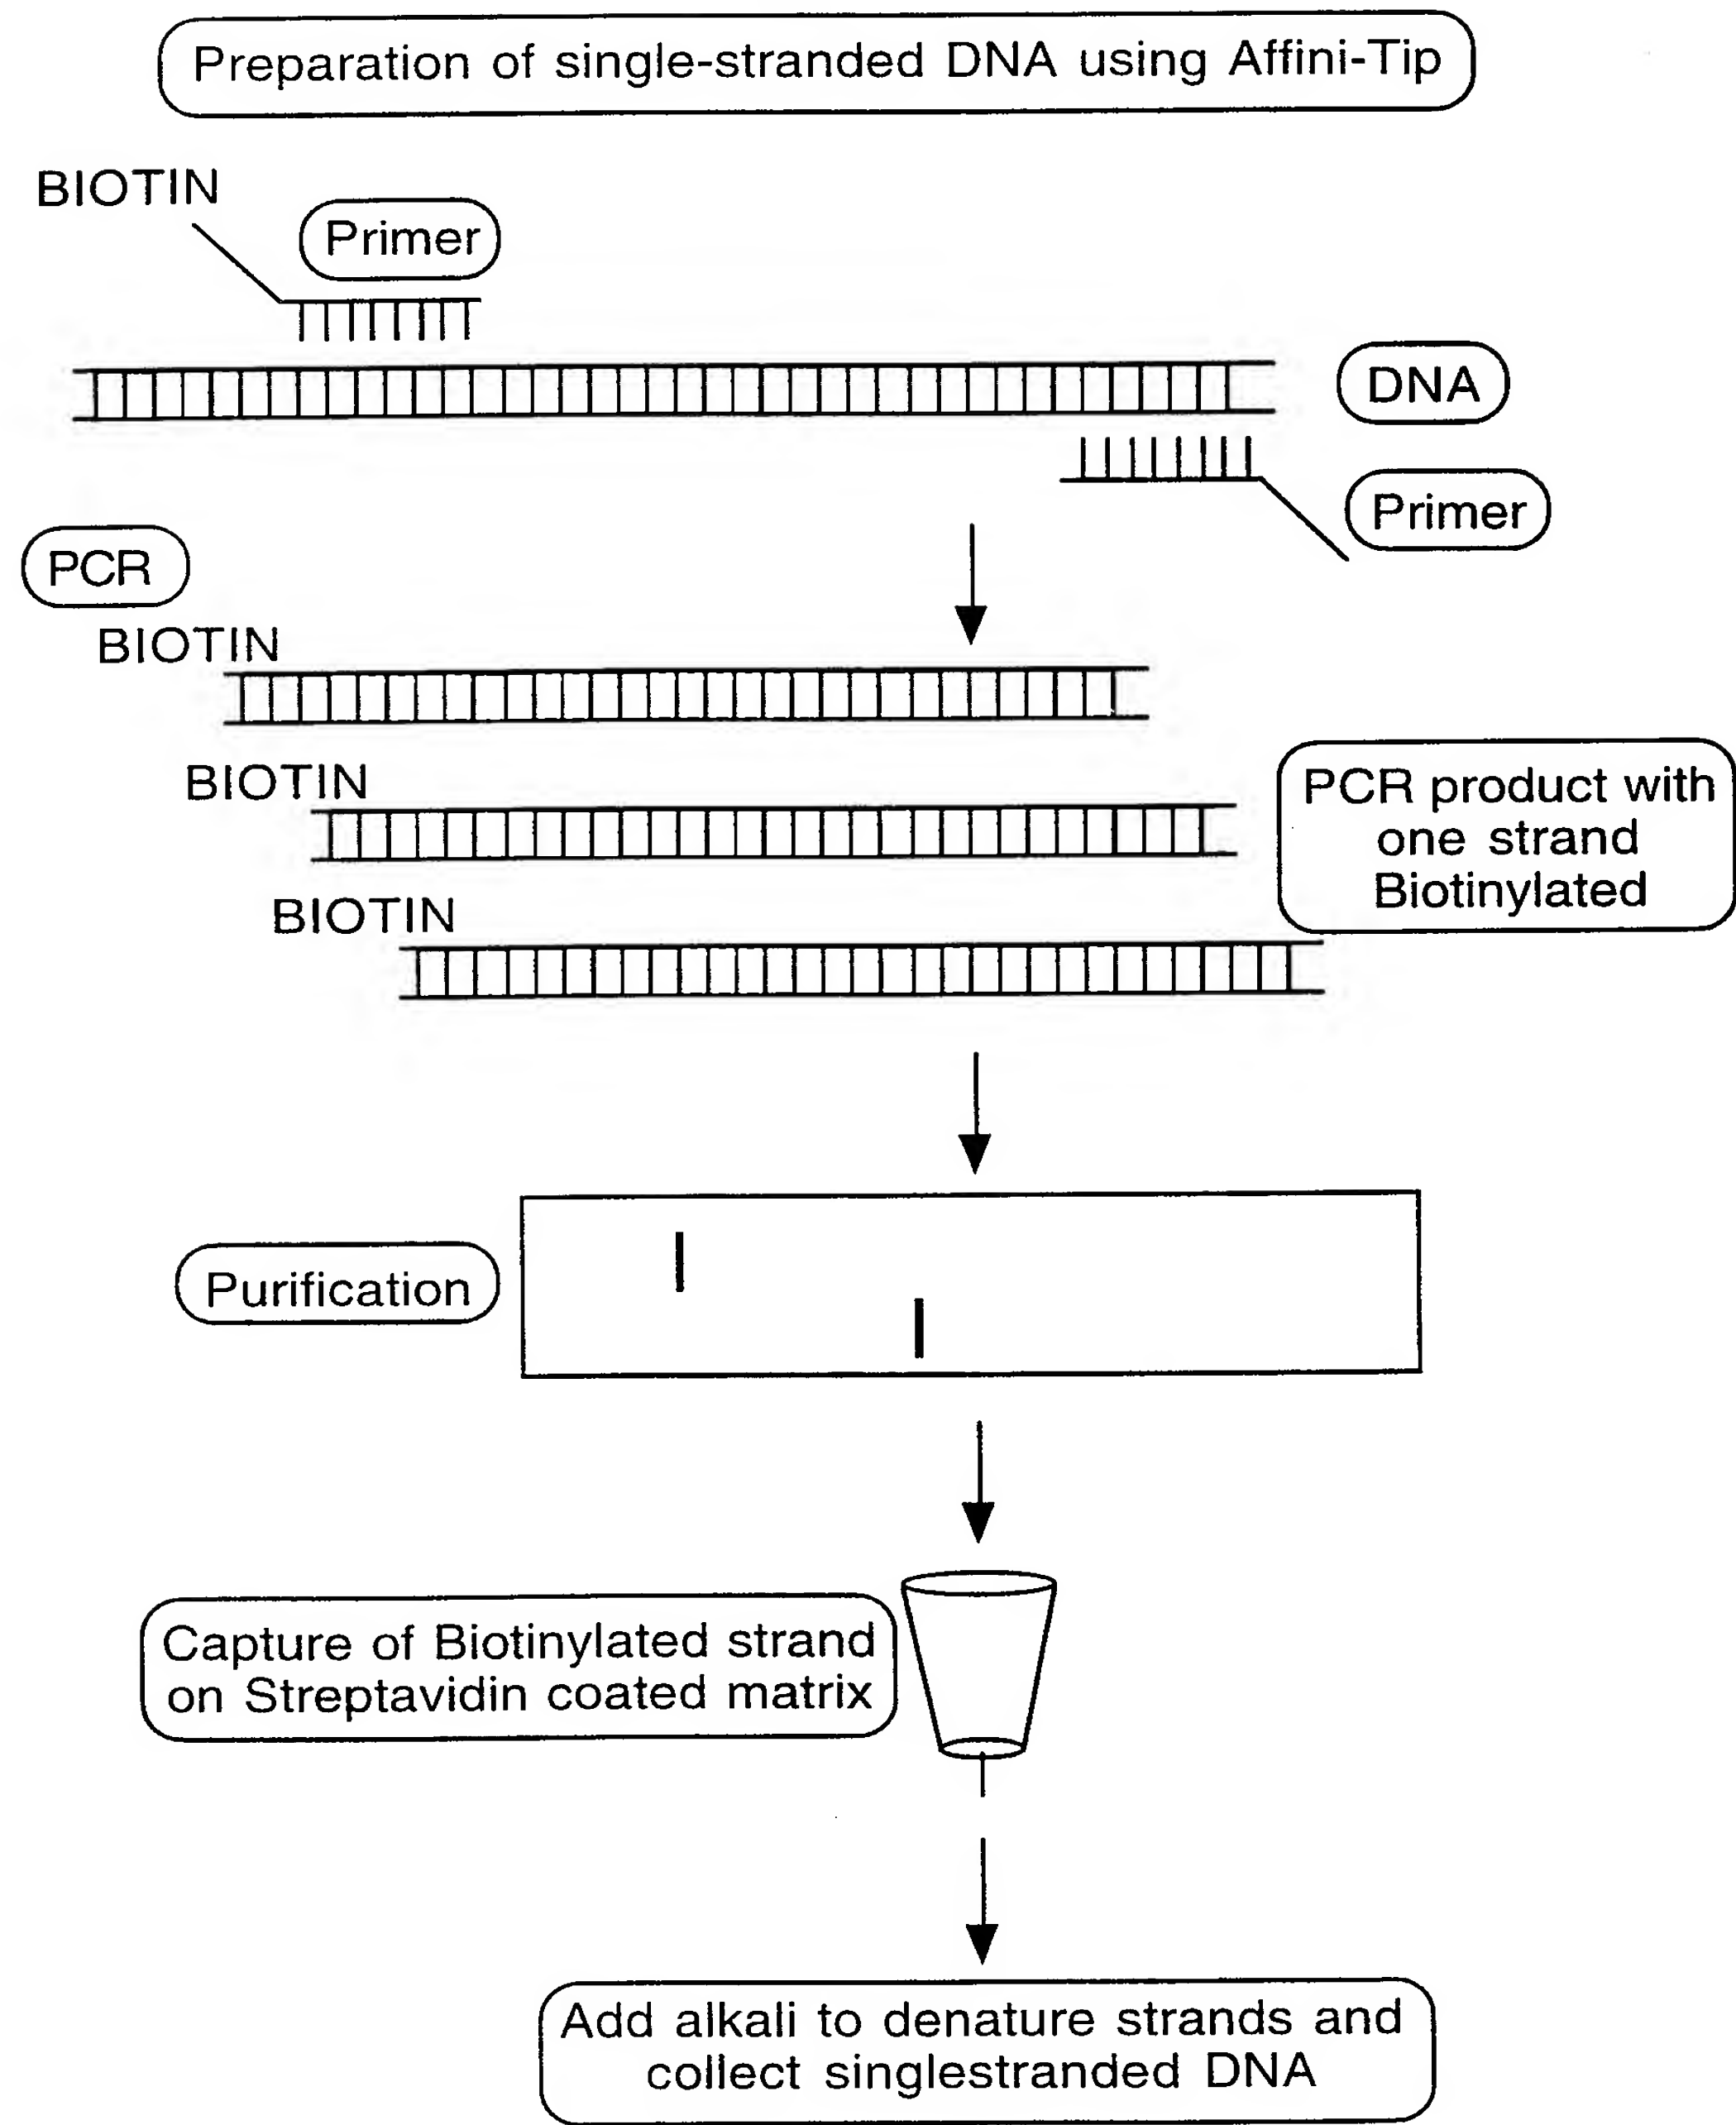 Preparation of single-stranded DNA using Affini-Tip
BIOTIN
Primer
DNA
Primer
PCR
BIOTIN
BIOTIN
PCR product with
one strand
Biotinylated
BIOTIN
Purification
Capture of Biotinylated strand
on Streptavidin coated matrix
Add alkali to denature strands and
collect singlestranded DNA